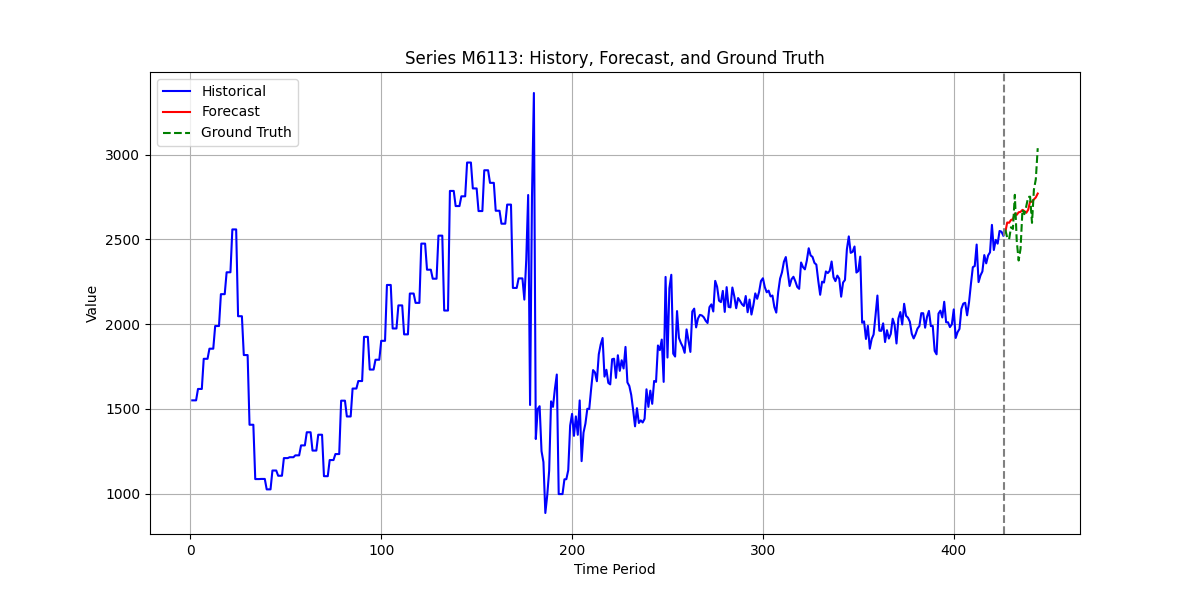 Series M6113: History, Forecast, and Ground Truth
Historical
Forecast
Ground Truth
3000
2500
2000
1500
1000
Value
0 100 200 300 400
Time Period